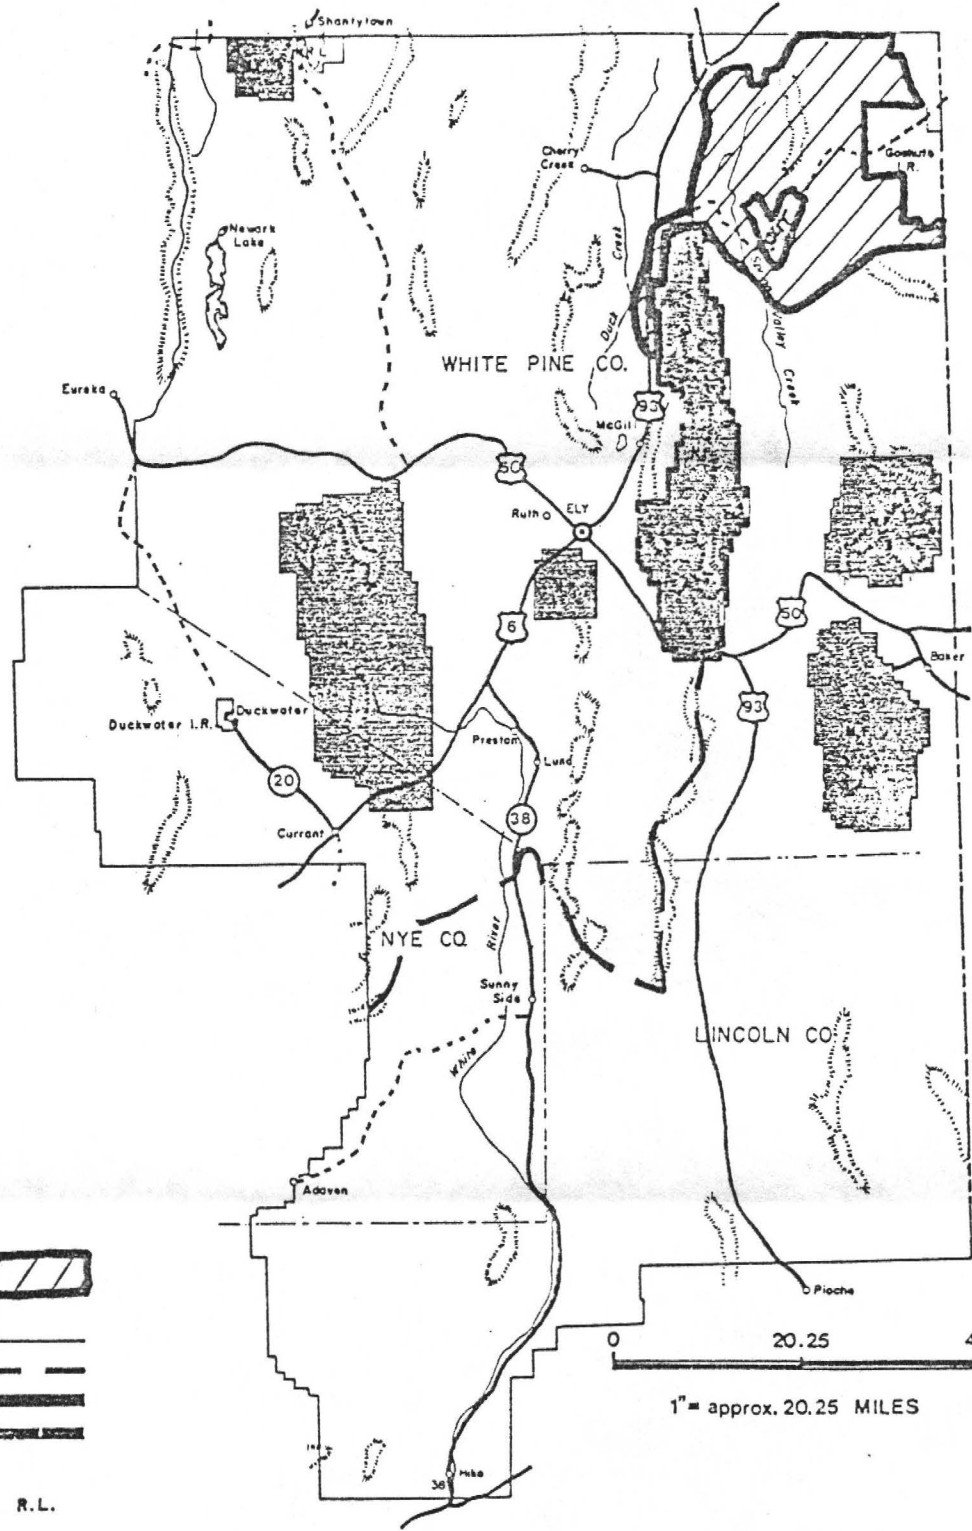 Shantytown
R.L.
Goshute
I.R.
Cherry
Creek
Newark
Lake
Creek
Duck
Valley
Creek
WHITE PINE CO.
Eureka
93
McGill
50
Ruth
ELY
6
50
Baker
Duckwater
Duckwater I.R.
93
Preston
Lund
20
Currant
38
NYE CO.
River
Sunny
Side
LINCOLN CO.
White
Adaven
Pioche
0 20.25 4
1"= approx. 20.25 MILES
Hiko
38
R.L.